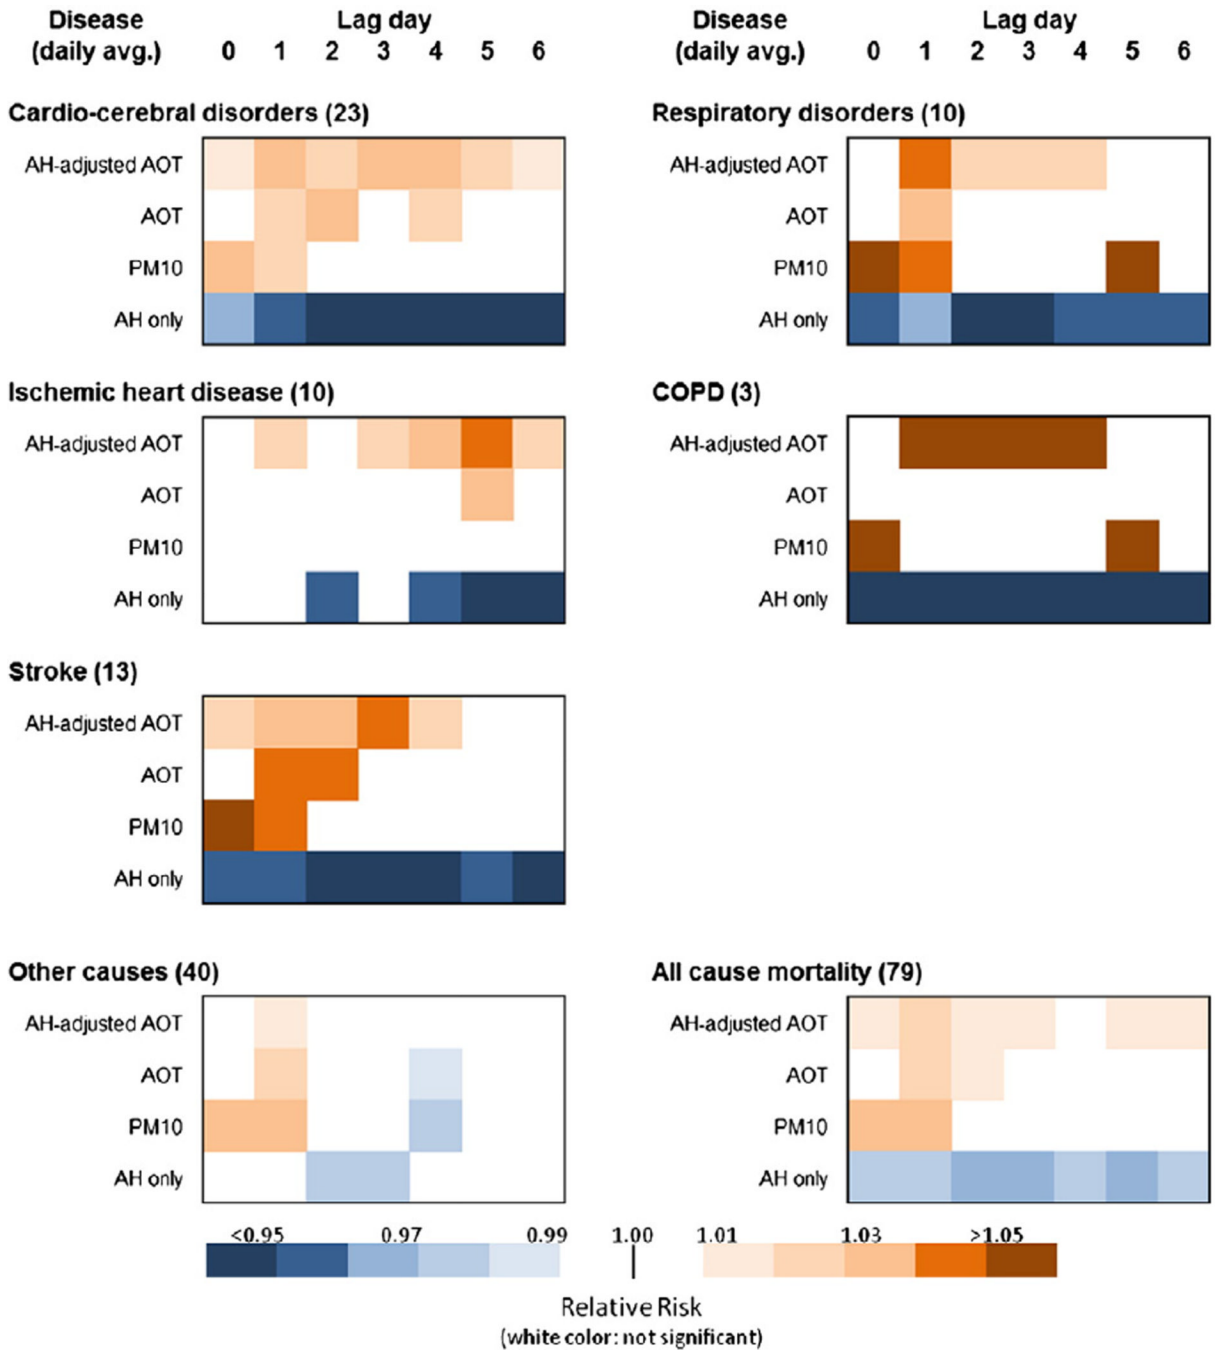 Disease Lag day
(daily avg.) 0 1 2 3 4 5 6
Disease Lag day
(daily avg.) 0 1 2 3 4 5 6
Cardio-cerebral disorders (23)
AH-adjusted AOT
AOT
PM10
AH only
Respiratory disorders (10)
AH-adjusted AOT
AOT
PM10
AH only
Ischemic heart disease (10)
AH-adjusted AOT
AOT
PM10
AH only
COPD (3)
AH-adjusted AOT
AOT
PM10
AH only
Stroke (13)
AH-adjusted AOT
AOT
PM10
AH only
Other causes (40)
AH-adjusted AOT
AOT
PM10
AH only
All cause mortality (79)
AH-adjusted AOT
AOT
PM10
AH only
<0.95 0.97 0.99 1.00 1.01 1.03 >1.05
Relative Risk
(white color: not significant)